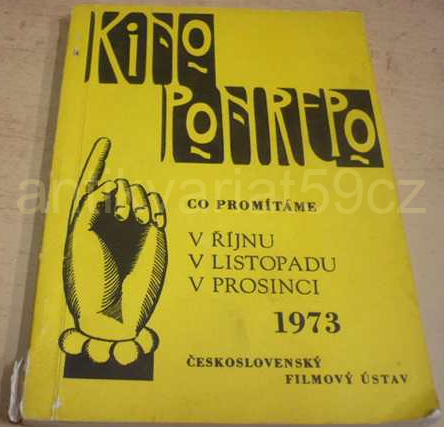 KINO
PONREPO
CO PROMÍTÁME
V ŘÍJNU
V LISTOPADU
V PROSINCI
1973
ČESKOSLOVENSKÝ
FILMOVÝ ÚSTAV
antikvariat59cz